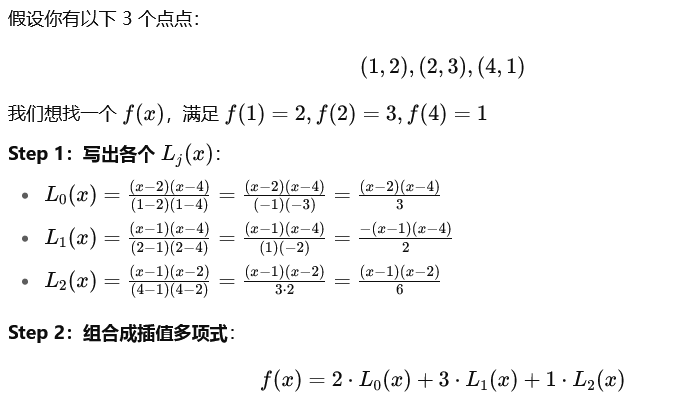 假设你有以下 3 个点点：
(1, 2), (2, 3), (4, 1)
我们想找一个 f(x)，满足 f(1) = 2, f(2) = 3, f(4) = 1
Step 1：写出各个 L_j(x)：
• L_0(x) = \frac{(x-2)(x-4)}{(1-2)(1-4)} = \frac{(x-2)(x-4)}{(-1)(-3)} = \frac{(x-2)(x-4)}{3}
• L_1(x) = \frac{(x-1)(x-4)}{(2-1)(2-4)} = \frac{(x-1)(x-4)}{(1)(-2)} = \frac{-(x-1)(x-4)}{2}
• L_2(x) = \frac{(x-1)(x-2)}{(4-1)(4-2)} = \frac{(x-1)(x-2)}{3·2} = \frac{(x-1)(x-2)}{6}
Step 2：组合成插值多项式：
f(x) = 2 · L_0(x) + 3 · L_1(x) + 1 · L_2(x)